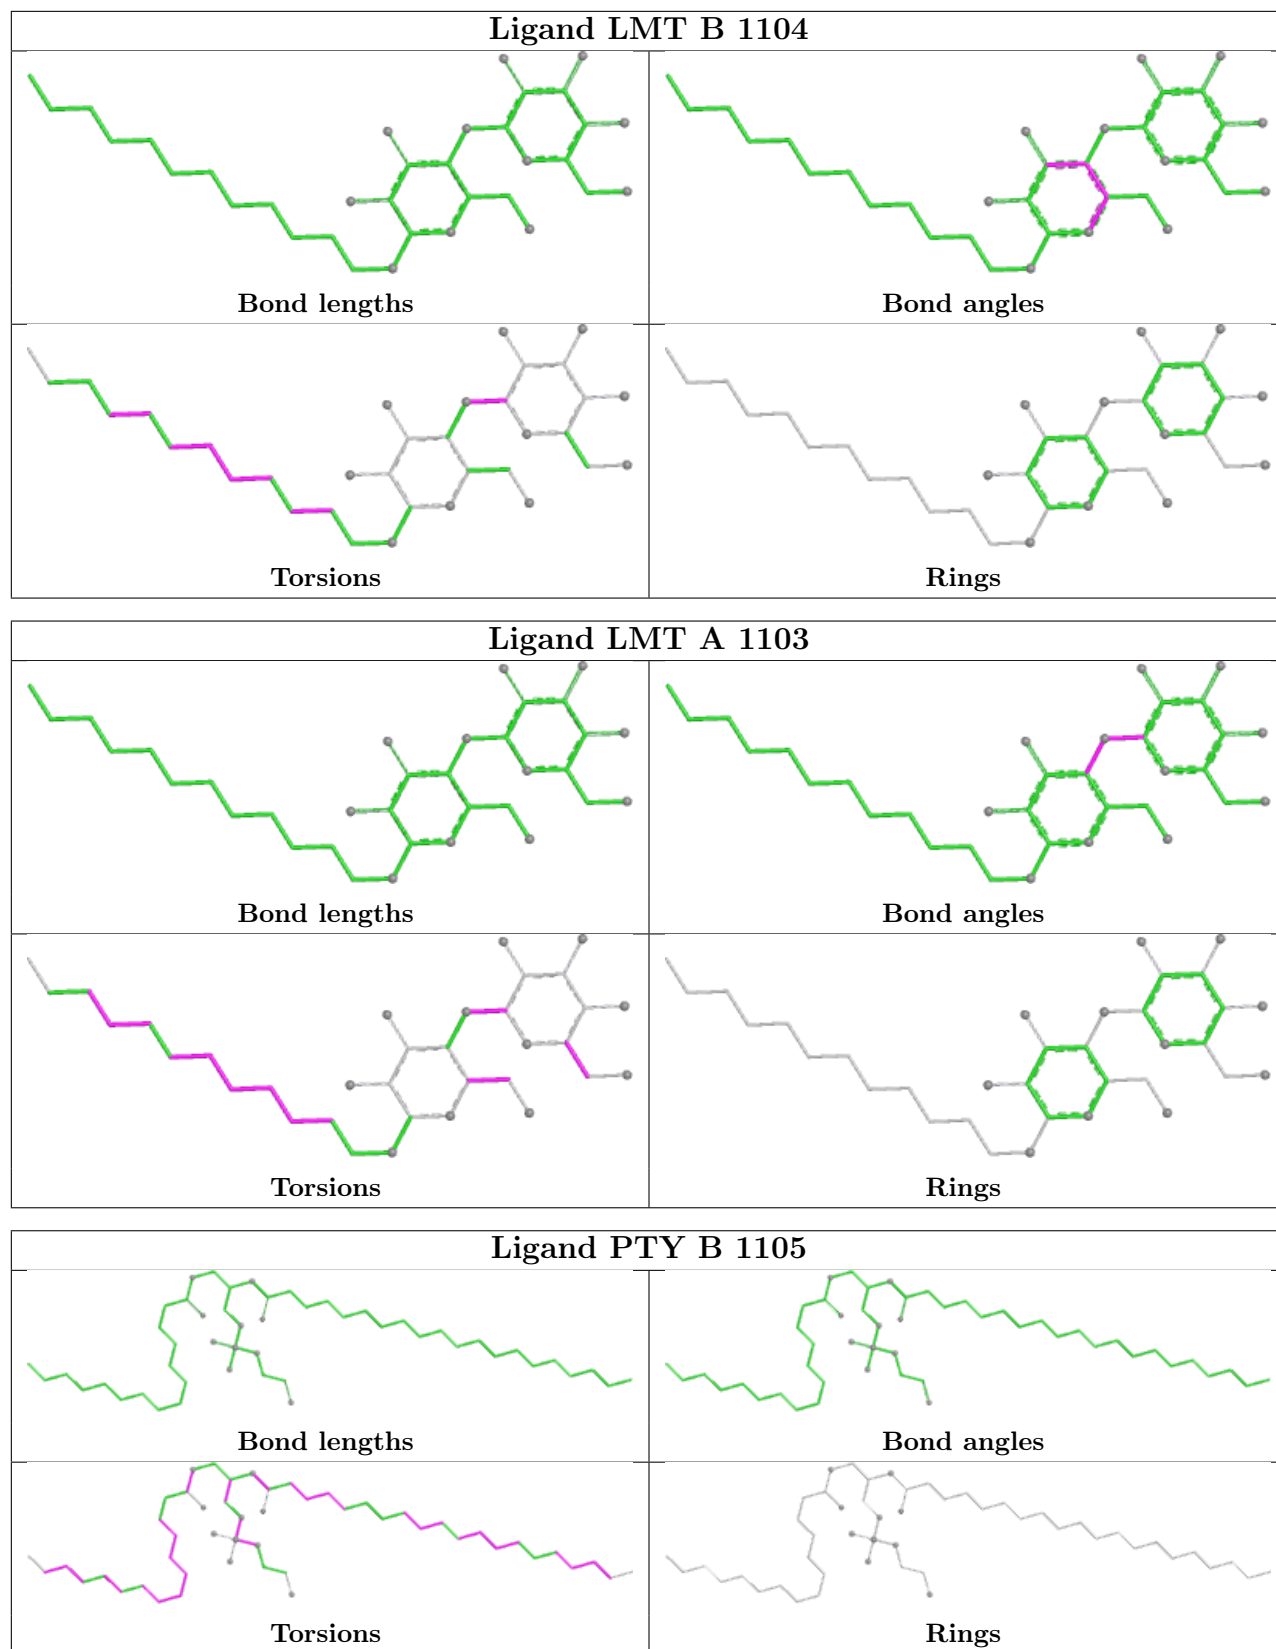 Ligand LMT B 1104
Bond lengths
Bond angles
Torsions
Rings
Ligand LMT A 1103
Bond lengths
Bond angles
Torsions
Rings
Ligand PTY B 1105
Bond lengths
Bond angles
Torsions
Rings